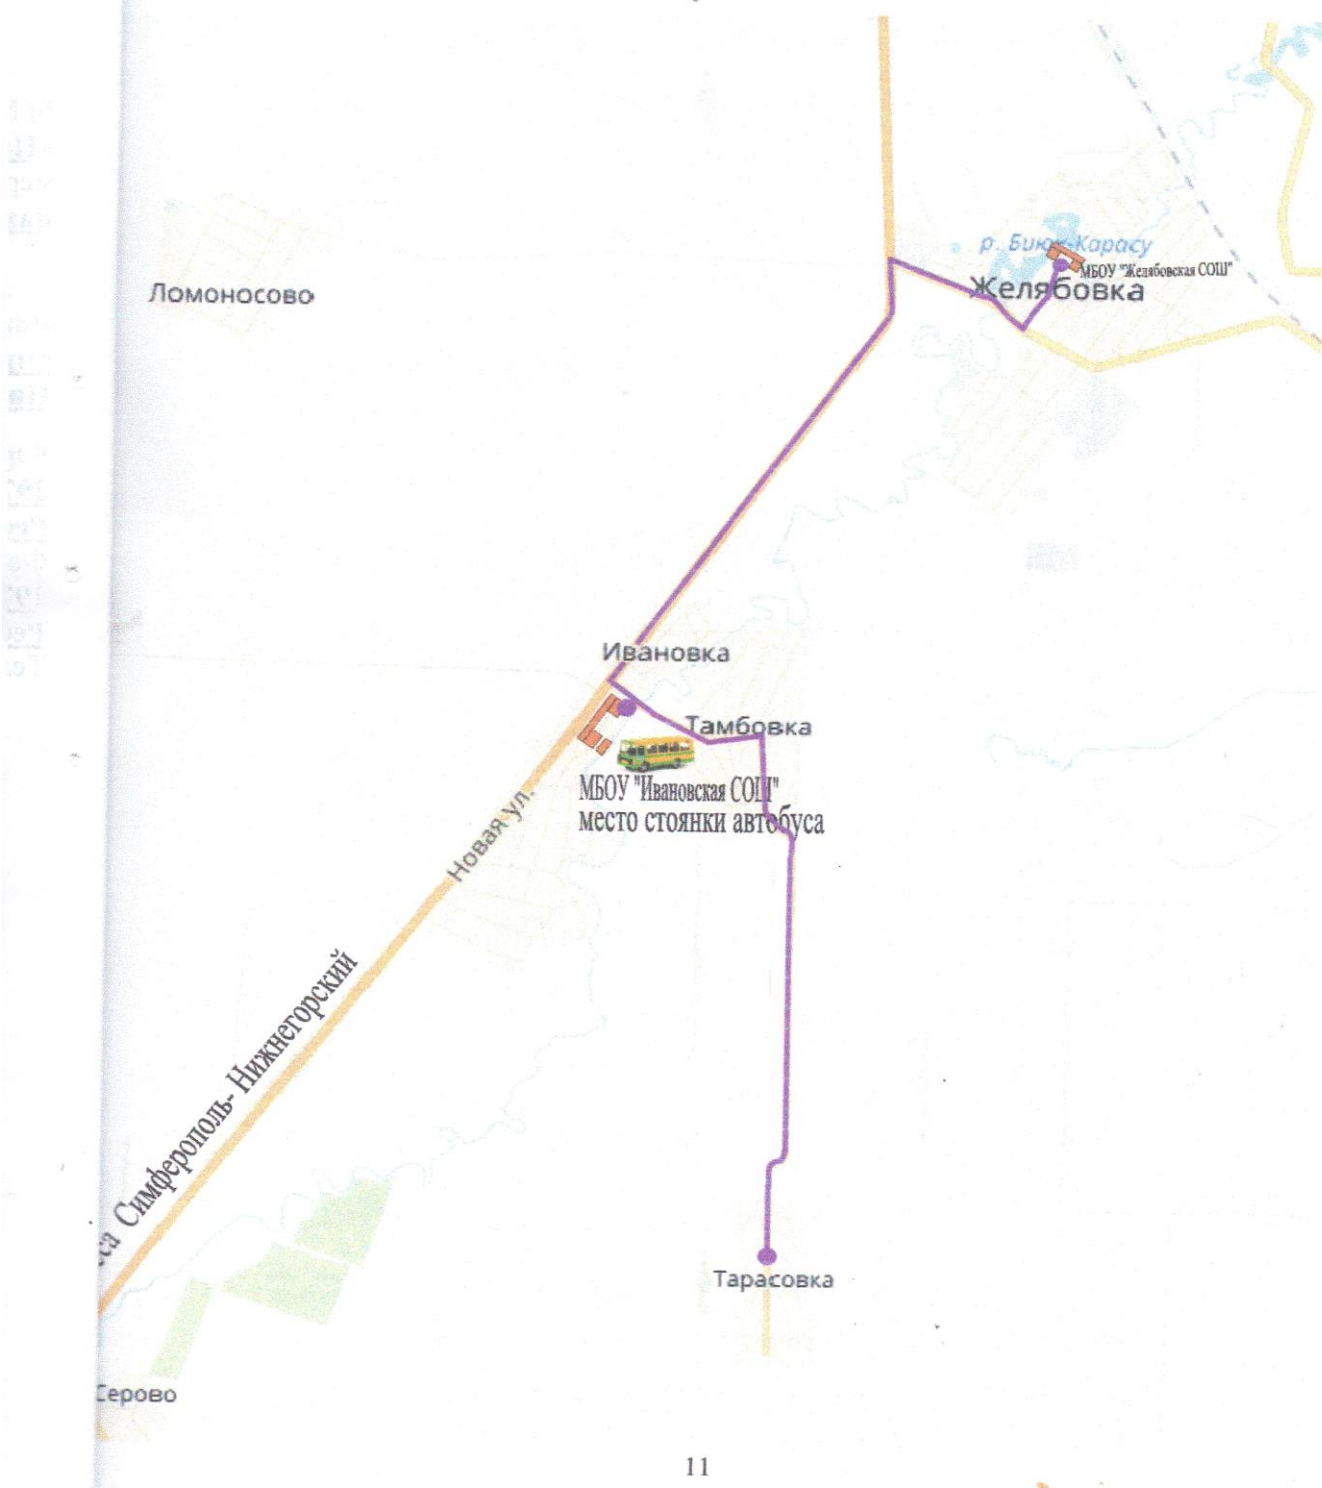 р. Биюк-Карасу
МБОУ "Желябовская СОШ"
Желябовка
Ломоносово
Ивановка
Тамбовка
МБОУ "Ивановская СОШ"
место стоянки автобуса
Новая ул.
Симферополь- Нижнегорский
Тарасовка
Серово
11